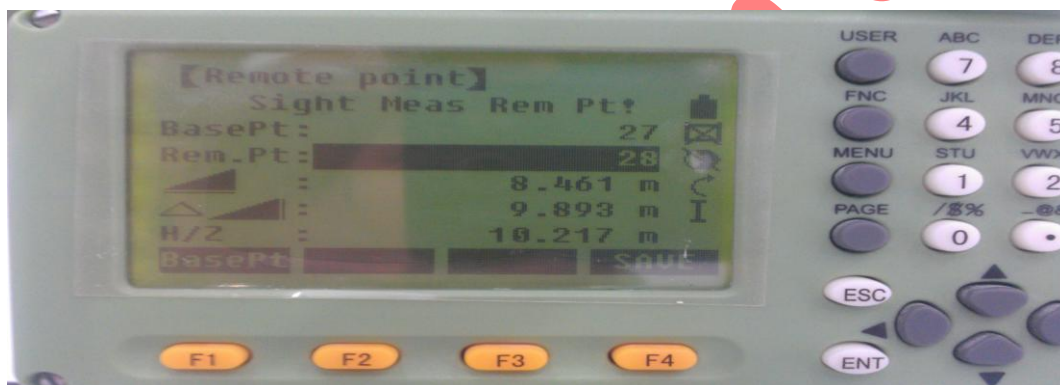 【Remote point】
Sight Meas Rem Pt!
BasePt: 27
Rem.Pt: 28
: 8.461 m
: 9.893 m
H/Z : 10.217 m
BasePt SAVE
F1 F2 F3 F4
USER ABC DEF
7 8
FNC JKL MNO
4 5
MENU STU VWX
1 2
PAGE /$% _@&
0 •
ESC
ENT
I